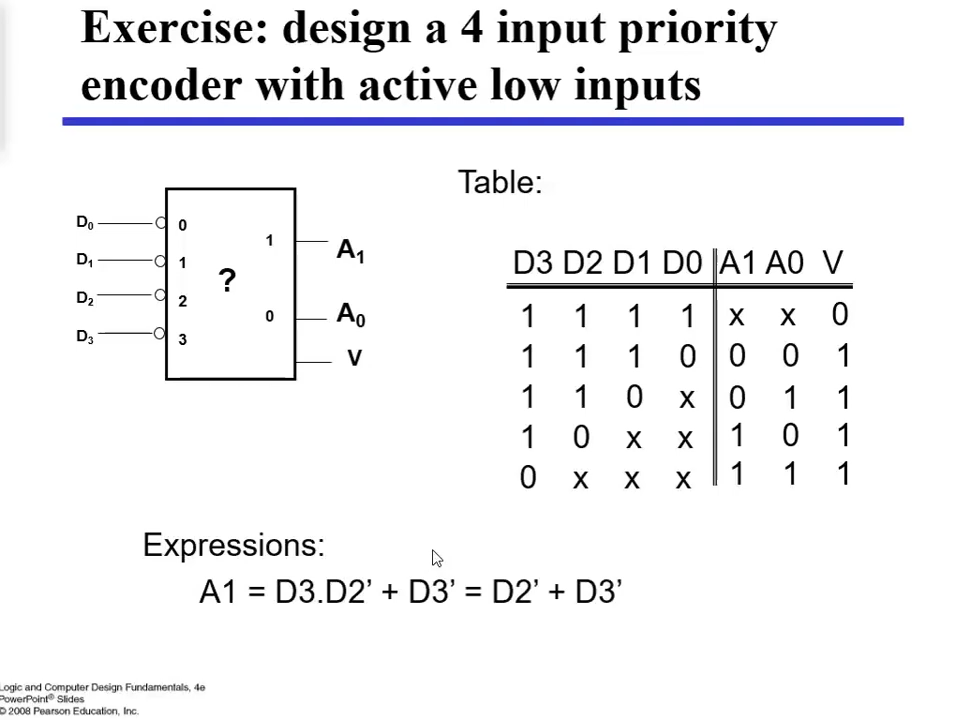 Exercise: design a 4 input priority
encoder with active low inputs
Table:
D0 0
D1 1
D2 2
D3 3
?
1 A1
0 A0
V
D3 D2 D1 D0 A1 A0 V
1 1 1 1 x x 0
1 1 1 0 0 0 1
1 1 0 x 0 1 1
1 0 x x 1 0 1
0 x x x 1 1 1
Expressions:
A1 = D3.D2’ + D3’ = D2’ + D3’
Logic and Computer Design Fundamentals, 4e
PowerPoint® Slides
© 2008 Pearson Education, Inc.